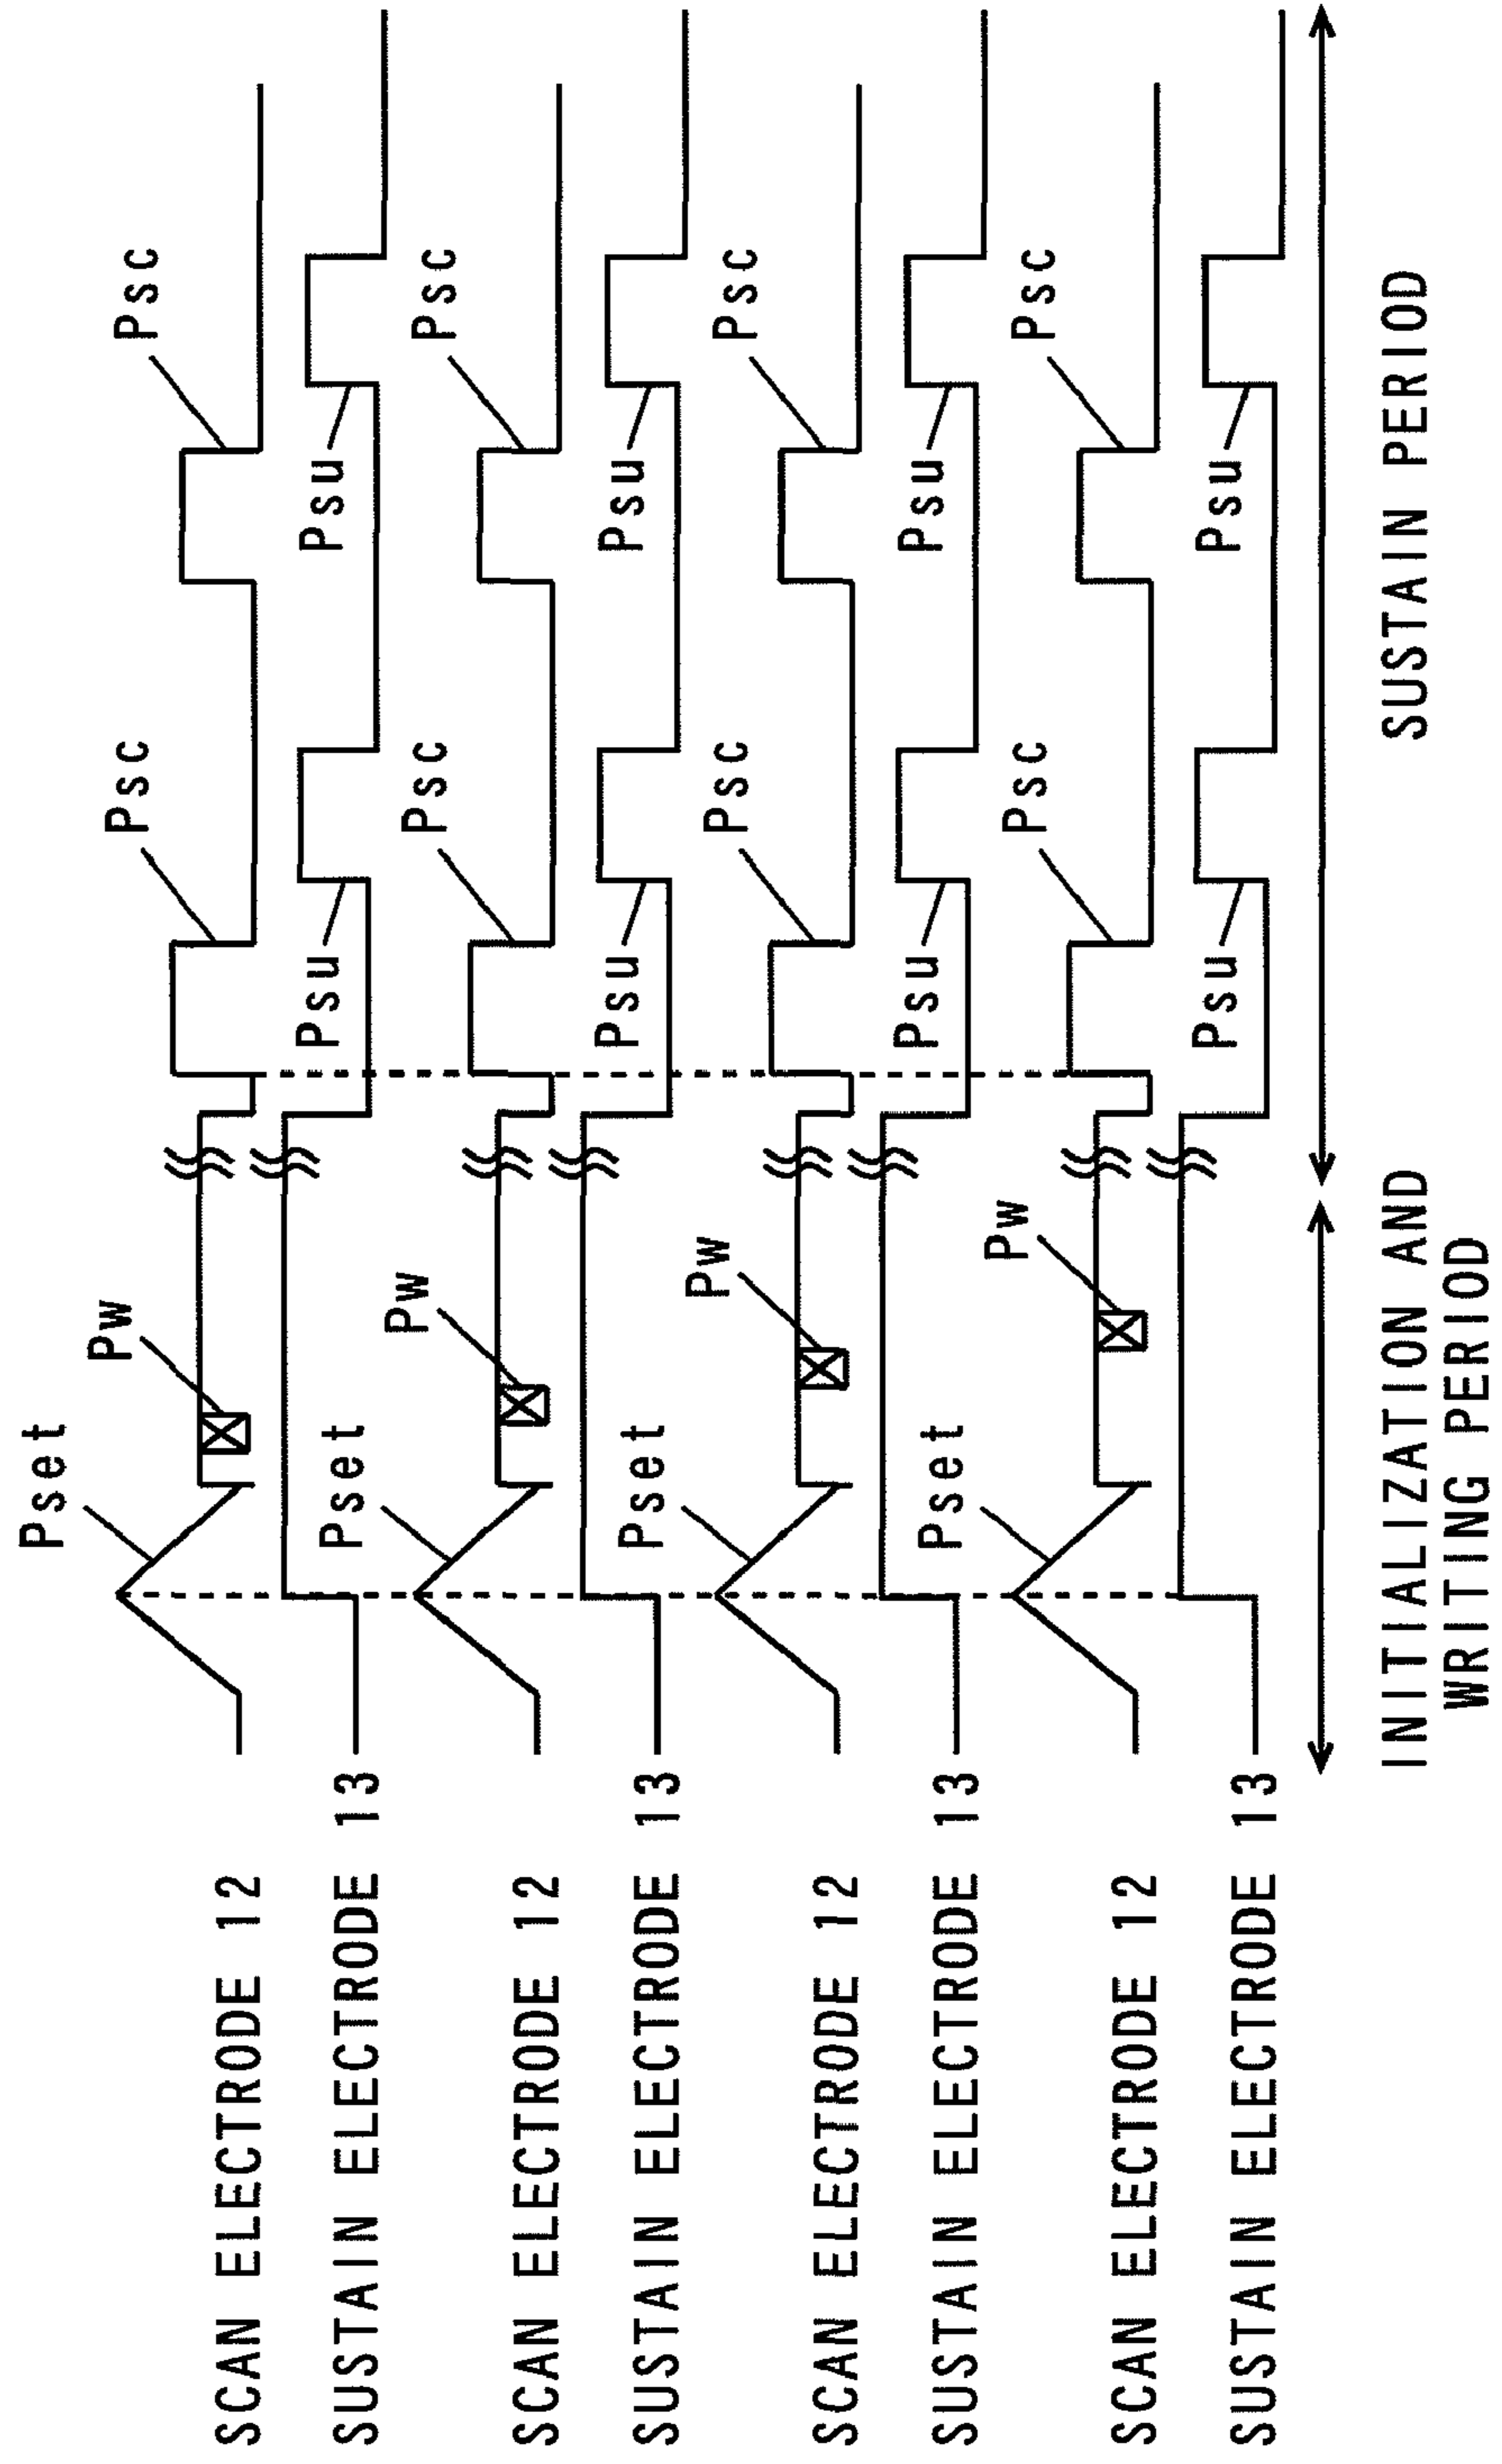 Pset
Pw
Psc
Psc
SCAN ELECTRODE 12
Psu
Psu
SUSTAIN ELECTRODE 13
Pset
Pw
Psc
Psc
SCAN ELECTRODE 12
Psu
Psu
SUSTAIN ELECTRODE 13
Pset
Pw
Psc
Psc
SCAN ELECTRODE 12
Psu
Psu
SUSTAIN ELECTRODE 13
Pset
Pw
Psc
Psc
SCAN ELECTRODE 12
Psu
Psu
SUSTAIN ELECTRODE 13
INITIALIZATION AND
WRITING PERIOD
SUSTAIN PERIOD